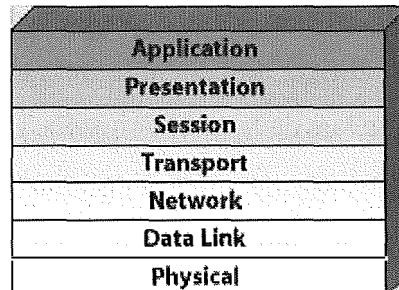 Application
Presentation
Session
Transport
Network
Data Link
Physical